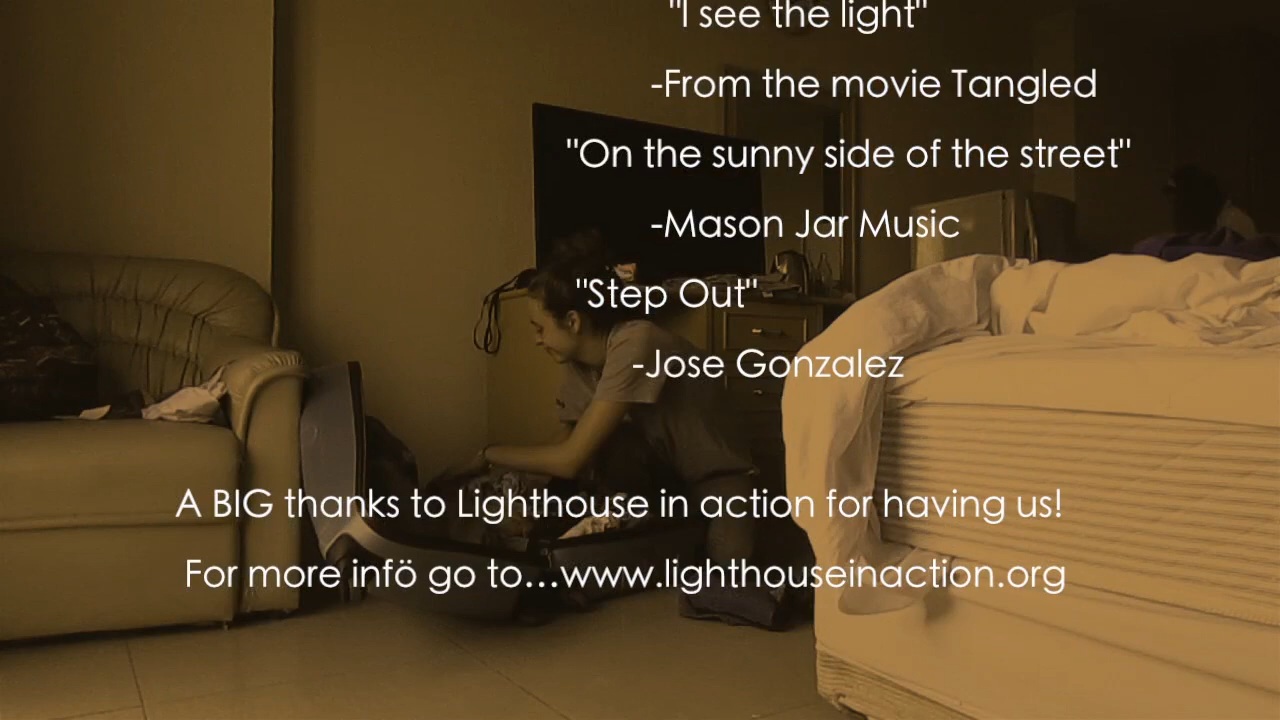 "I see the light"
-From the movie Tangled
"On the sunny side of the street"
-Mason Jar Music
"Step Out"
-Jose Gonzalez
A BIG thanks to Lighthouse in action for having us!
For more infö go to...www.lighthouseinaction.org